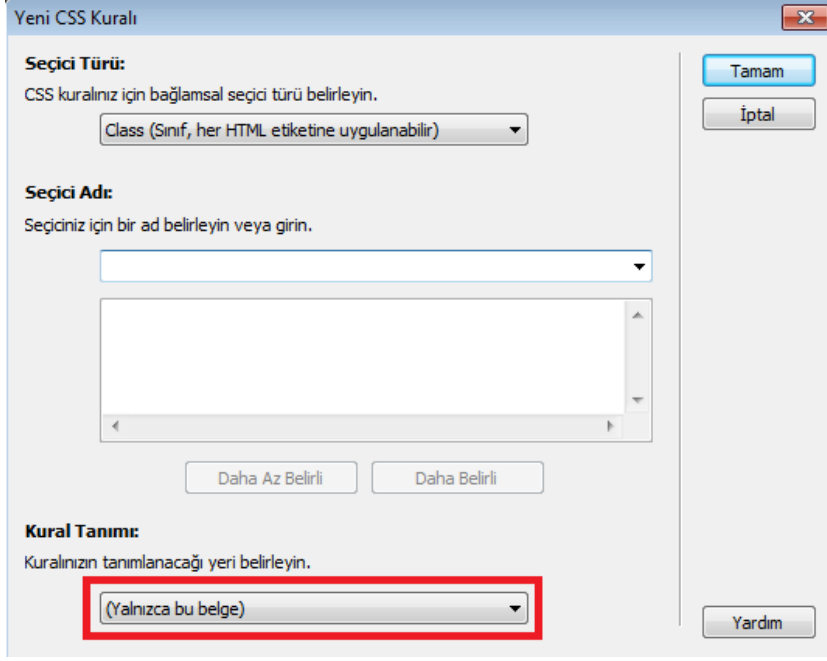 Yeni CSS Kuralı
Seçici Türü:
CSS kuralınız için bağlamsal seçici türü belirleyin.
Class (Sınıf, her HTML etiketine uygulanabilir)
Seçici Adı:
Seçiciniz için bir ad belirleyin veya girin.
Daha Az Belirli
Daha Belirli
Kural Tanımı:
Kuralınızın tanımlanacağı yeri belirleyin.
(Yalnızca bu belge)
Tamam
İptal
Yardım